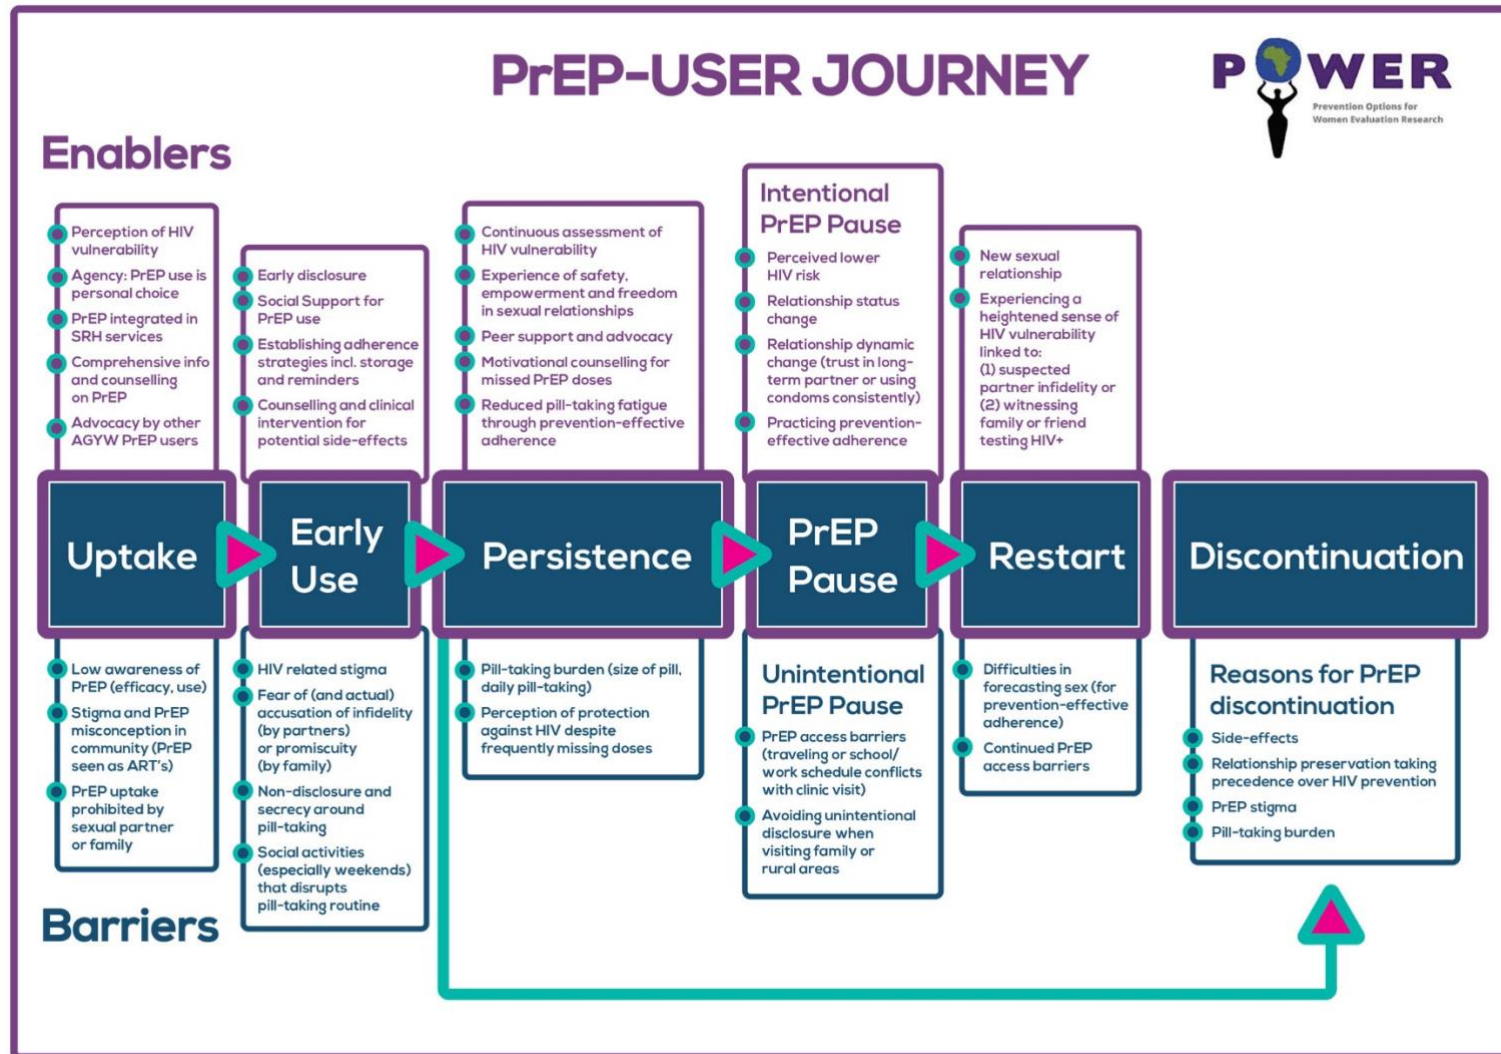 PrEP-USER JOURNEY
POWER
Prevention Options for
Women Evaluation Research
Enablers
Perception of HIV
vulnerability
Agency: PrEP use is
personal choice
PrEP integrated in
SRH services
Comprehensive info
and counselling
on PrEP
Advocacy by other
AGYW PrEP users
Early disclosure
Social Support for
PrEP use
Establishing adherence
strategies incl. storage
and reminders
Counselling and clinical
intervention for
potential side-effects
Continuous assessment of
HIV vulnerability
Experience of safety,
empowerment and freedom
in sexual relationships
Peer support and advocacy
Motivational counselling for
missed PrEP doses
Reduced pill-taking fatigue
through prevention-effective
adherence
Intentional
PrEP Pause
Perceived lower
HIV risk
Relationship status
change
Relationship dynamic
change (trust in long-
term partner or using
condoms consistently)
Practicing prevention-
effective adherence
New sexual
relationship
Experiencing a
heightened sense of
HIV vulnerability
linked to:
(1) suspected
partner infidelity or
(2) witnessing
family or friend
testing HIV+
Uptake
Early
Use
Persistence
PrEP
Pause
Restart
Discontinuation
Low awareness of
PrEP (efficacy, use)
Stigma and PrEP
misconception in
community (PrEP
seen as ART's)
PrEP uptake
prohibited by
sexual partner
or family
HIV related stigma
Fear of (and actual)
accusation of infidelity
(by partners)
or promiscuity
(by family)
Non-disclosure and
secrecy around
pill-taking
Social activities
(especially weekends)
that disrupts
pill-taking routine
Pill-taking burden (size of pill,
daily pill-taking)
Perception of protection
against HIV despite
frequently missing doses
Unintentional
PrEP Pause
PrEP access barriers
(traveling or school/
work schedule conflicts
with clinic visit)
Avoiding unintentional
disclosure when
visiting family or
rural areas
Difficulties in
forecasting sex (for
prevention-effective
adherence)
Continued PrEP
access barriers
Reasons for PrEP
discontinuation
Side-effects
Relationship preservation taking
precedence over HIV prevention
PrEP stigma
Pill-taking burden
Barriers